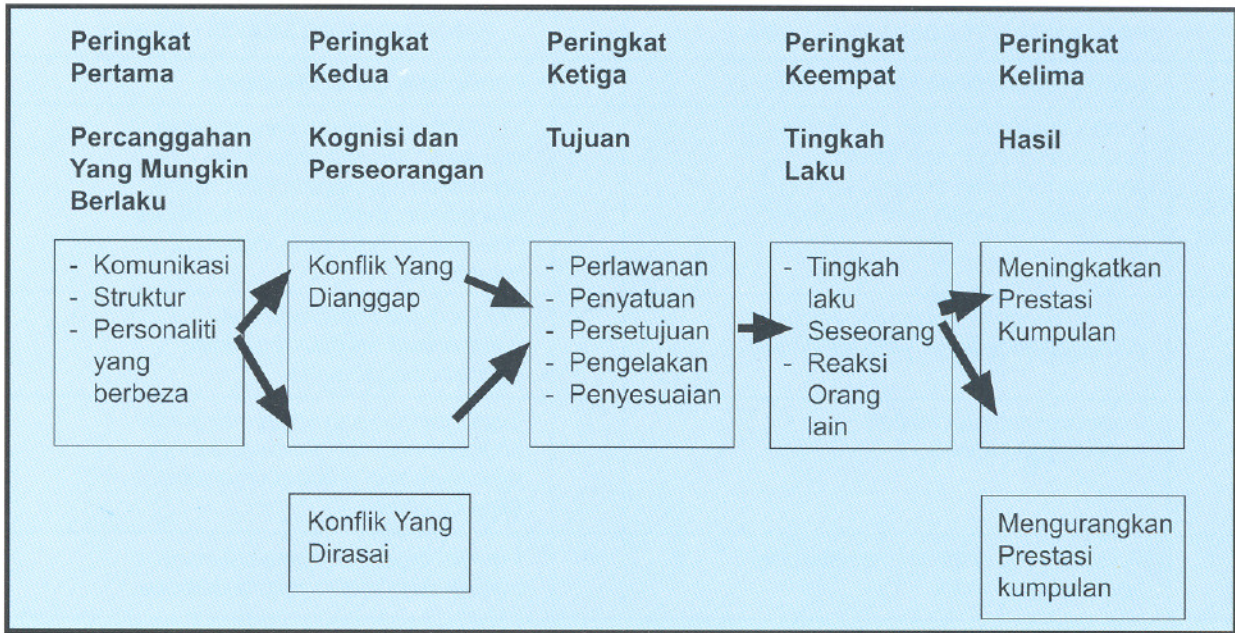 Peringkat
Pertama
Percanggahan
Yang Mungkin
Berlaku
- Komunikasi
- Struktur
- Personaliti
yang
berbeza
Peringkat
Kedua
Kognisi dan
Perseorangan
Konflik Yang
Dianggap
Konflik Yang
Dirasai
Peringkat
Ketiga
Tujuan
- Perlawanan
- Penyatuan
- Persetujuan
- Pengelakan
- Penyesuaian
Peringkat
Keempat
Tingkah
Laku
- Tingkah
laku
Seseorang
- Reaksi
Orang
lain
Peringkat
Kelima
Hasil
Meningkatkan
Prestasi
Kumpulan
Mengurangkan
Prestasi
kumpulan